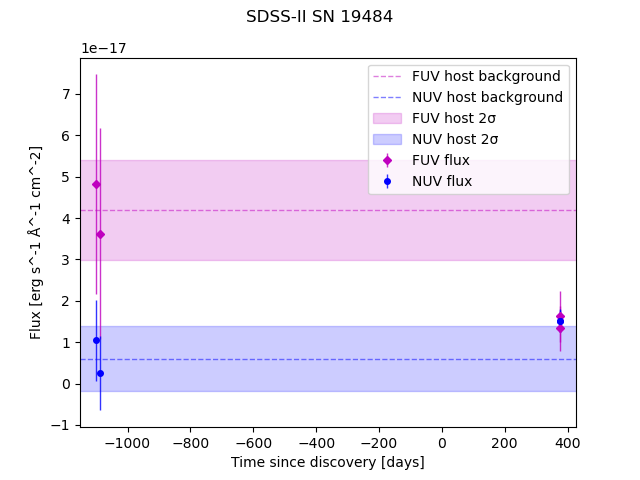 SDSS-II SN 19484
1e−17
FUV host background
NUV host background
FUV host 2σ
NUV host 2σ
FUV flux
NUV flux
7
6
5
4
3
2
1
0
−1
Flux [erg s^-1 Å^-1 cm^-2]
−1000 −800 −600 −400 −200 0 200 400
Time since discovery [days]